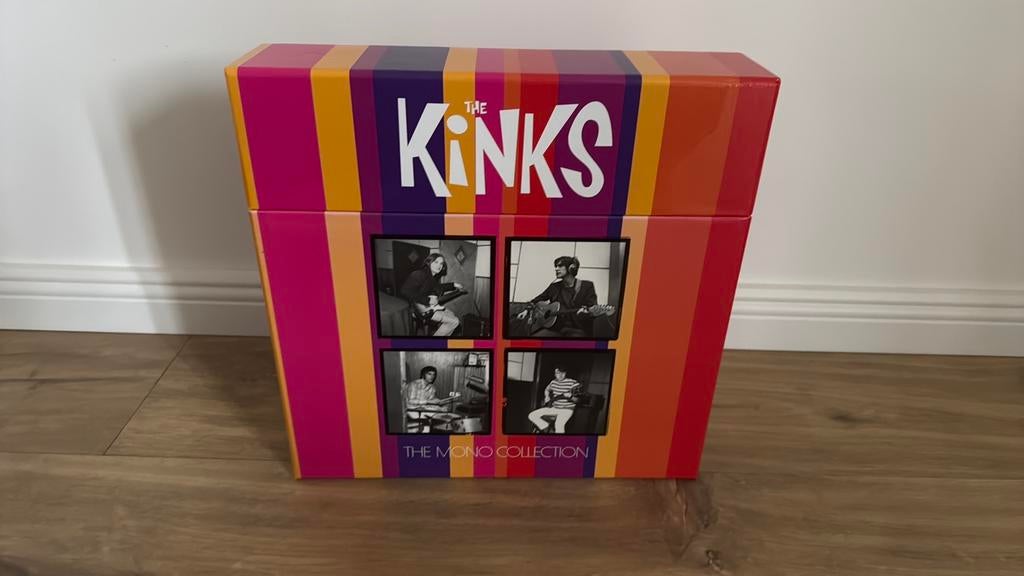 THE
KiNKS
THE MONO COLLECTION